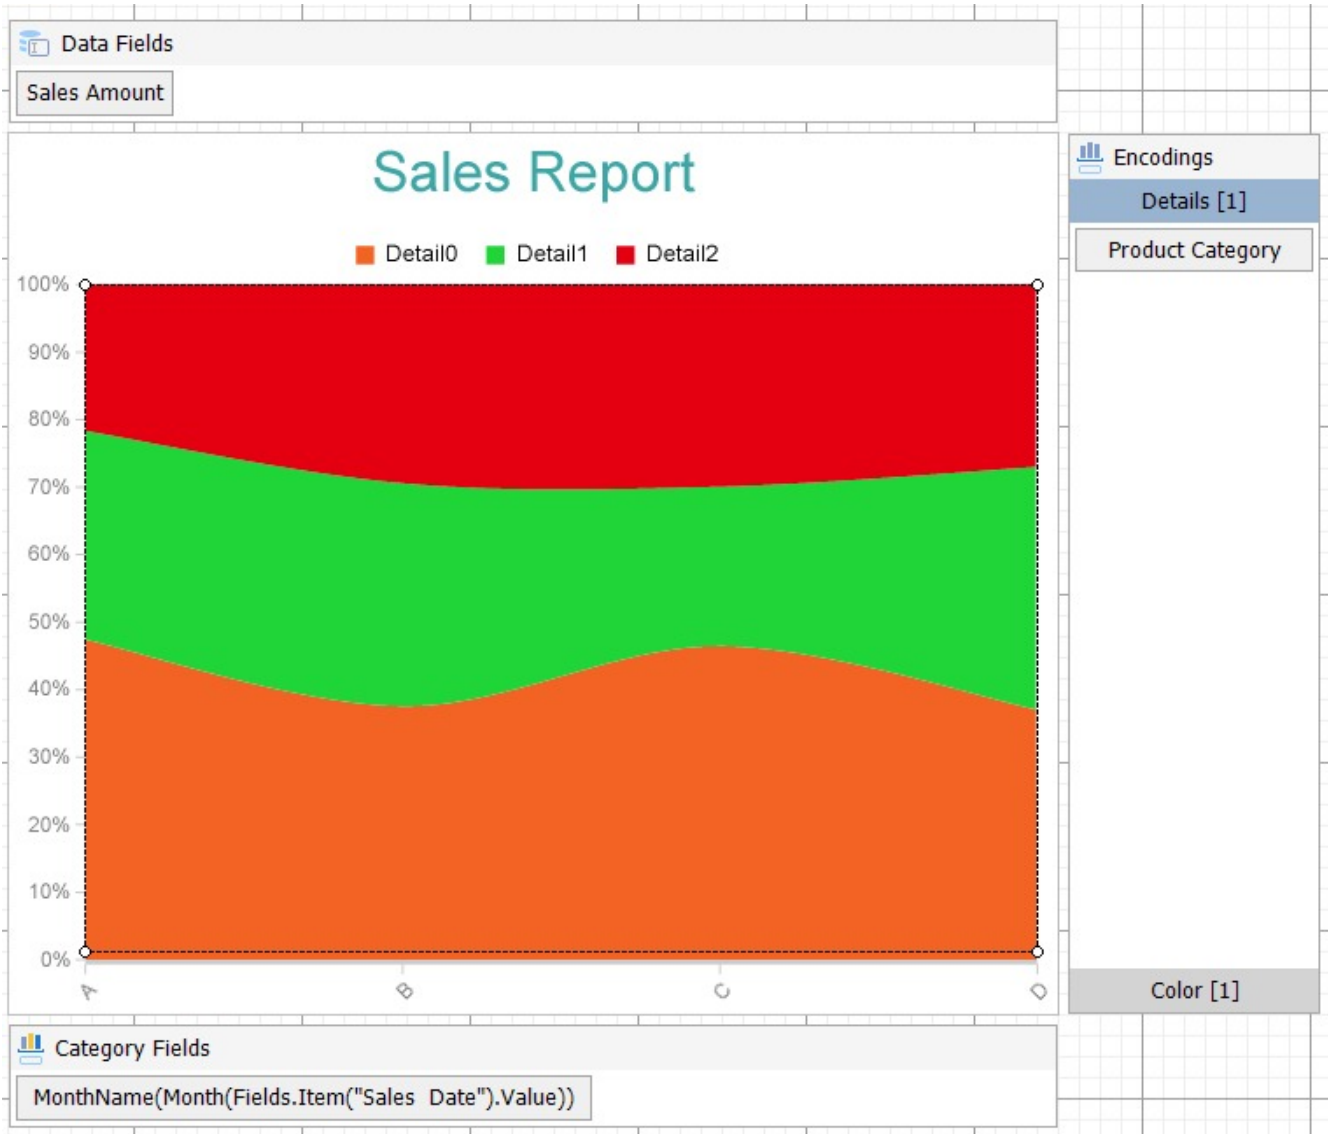 Data Fields
Sales Amount
Sales Report
Detail0 Detail1 Detail2
Encodings
Details [1]
Product Category
100%
90%
80%
70%
60%
50%
40%
30%
20%
10%
0%
A B C D
Color [1]
Category Fields
MonthName(Month(Fields.Item("Sales  Date").Value))